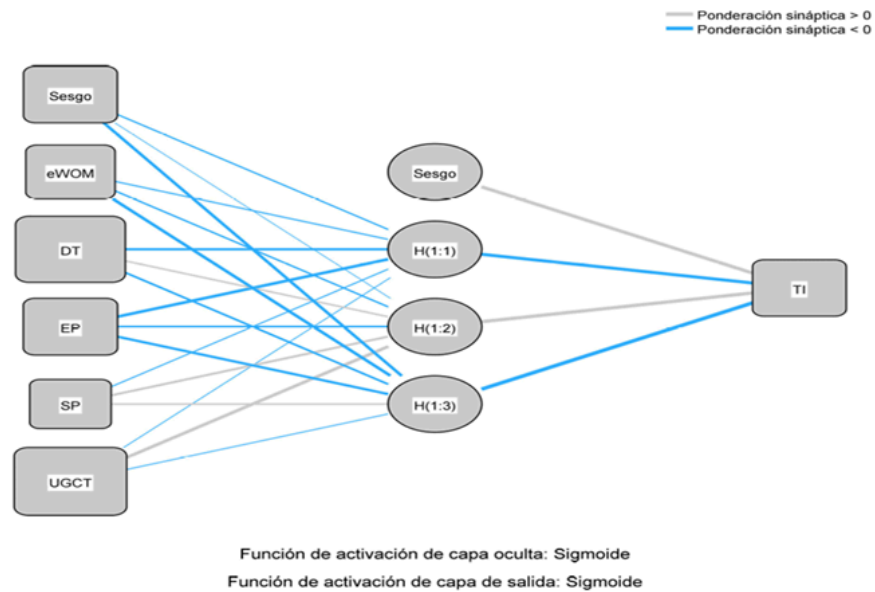 Ponderación sináptica > 0
Ponderación sináptica < 0
Sesgo
eWOM
DT
EP
SP
UGCT
Sesgo
H(1:1)
H(1:2)
H(1:3)
TI
Función de activación de capa oculta: Sigmoide
Función de activación de capa de salida: Sigmoide